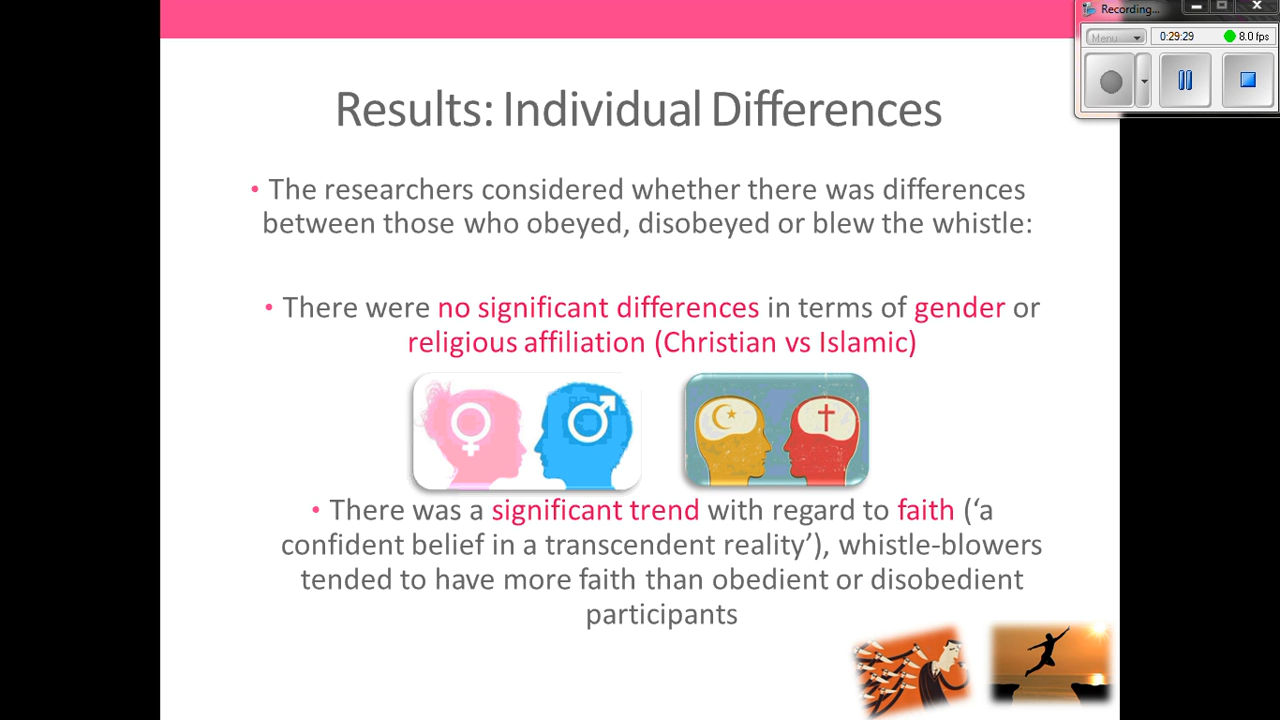 Recording...
Menu
0:29:29
8.0 fps
Results: Individual Differences
• The researchers considered whether there was differences
between those who obeyed, disobeyed or blew the whistle:
• There were no significant differences in terms of gender or
religious affiliation (Christian vs Islamic)
• There was a significant trend with regard to faith (‘a
confident belief in a transcendent reality’), whistle-blowers
tended to have more faith than obedient or disobedient
participants